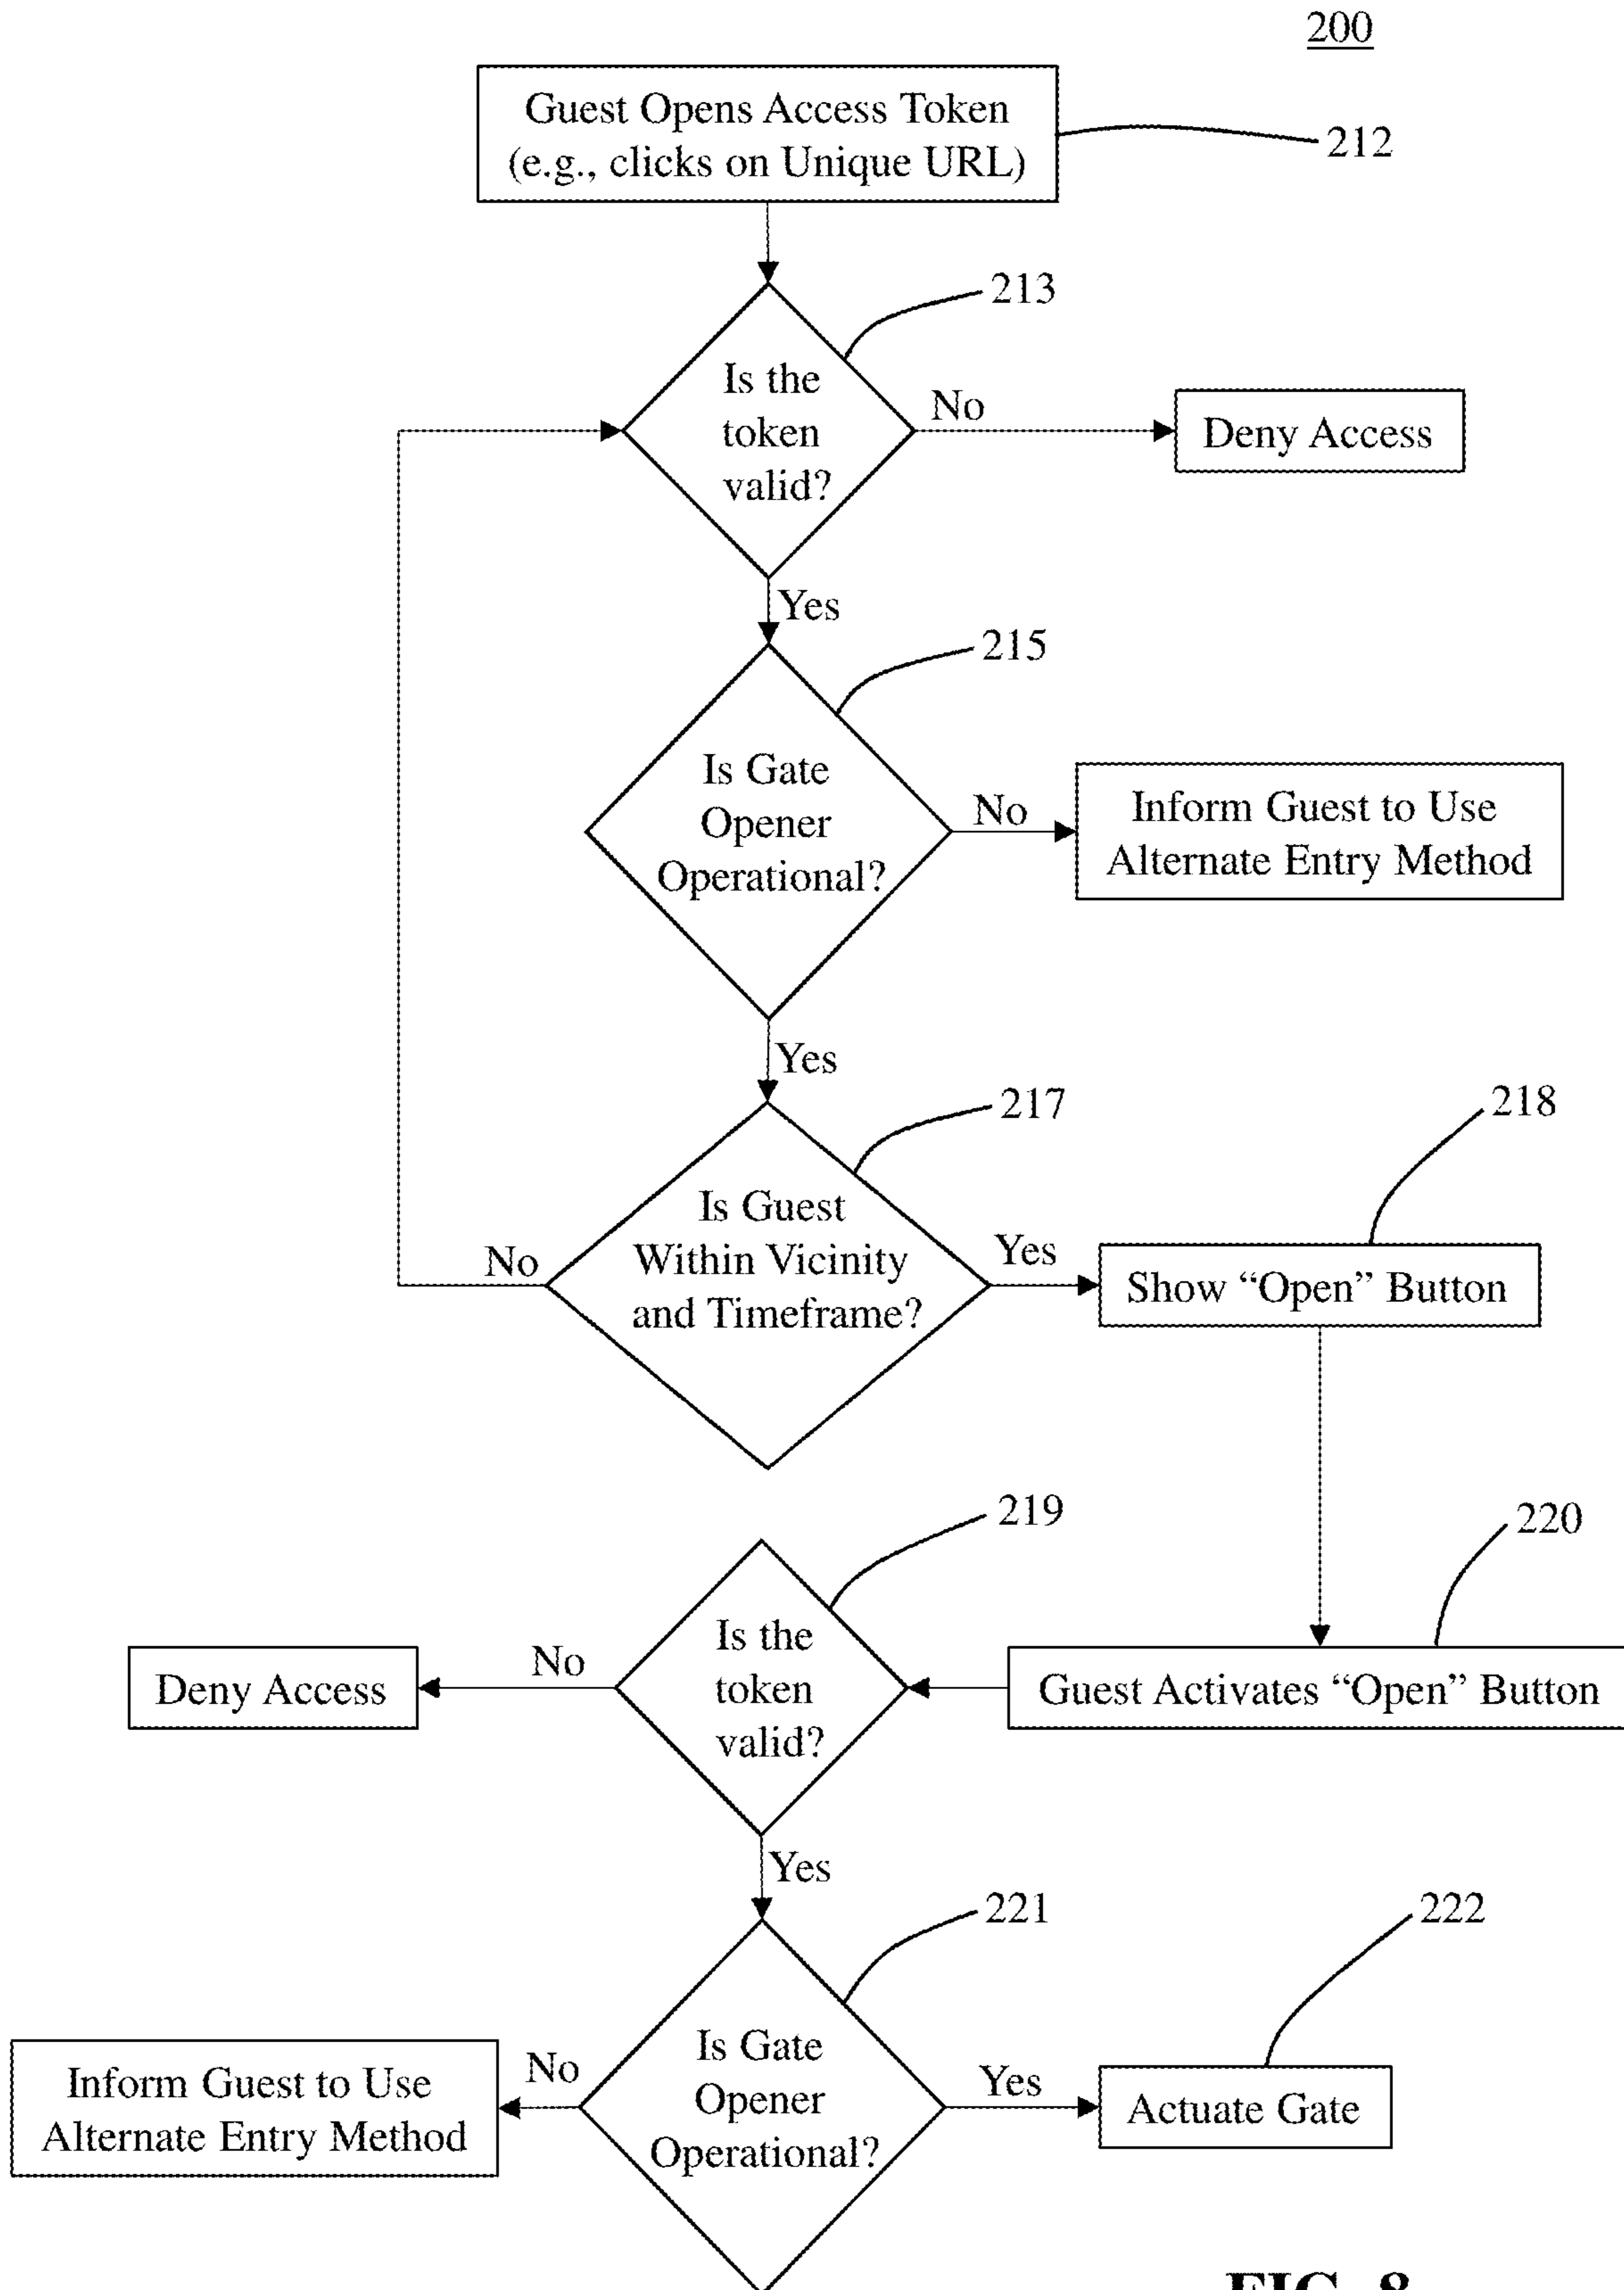 200
Guest Opens Access Token
(e.g., clicks on Unique URL)
212
213
Is the
token
valid?
No
Deny Access
Yes
215
Is Gate
Opener
Operational?
No
Inform Guest to Use
Alternate Entry Method
Yes
217
218
Is Guest
Within Vicinity
and Timeframe?
No
Yes
Show “Open” Button
219
220
Is the
token
valid?
No
Deny Access
Guest Activates “Open” Button
Yes
221
222
Is Gate
Opener
Operational?
No
Inform Guest to Use
Alternate Entry Method
Yes
Actuate Gate
FIG. 8